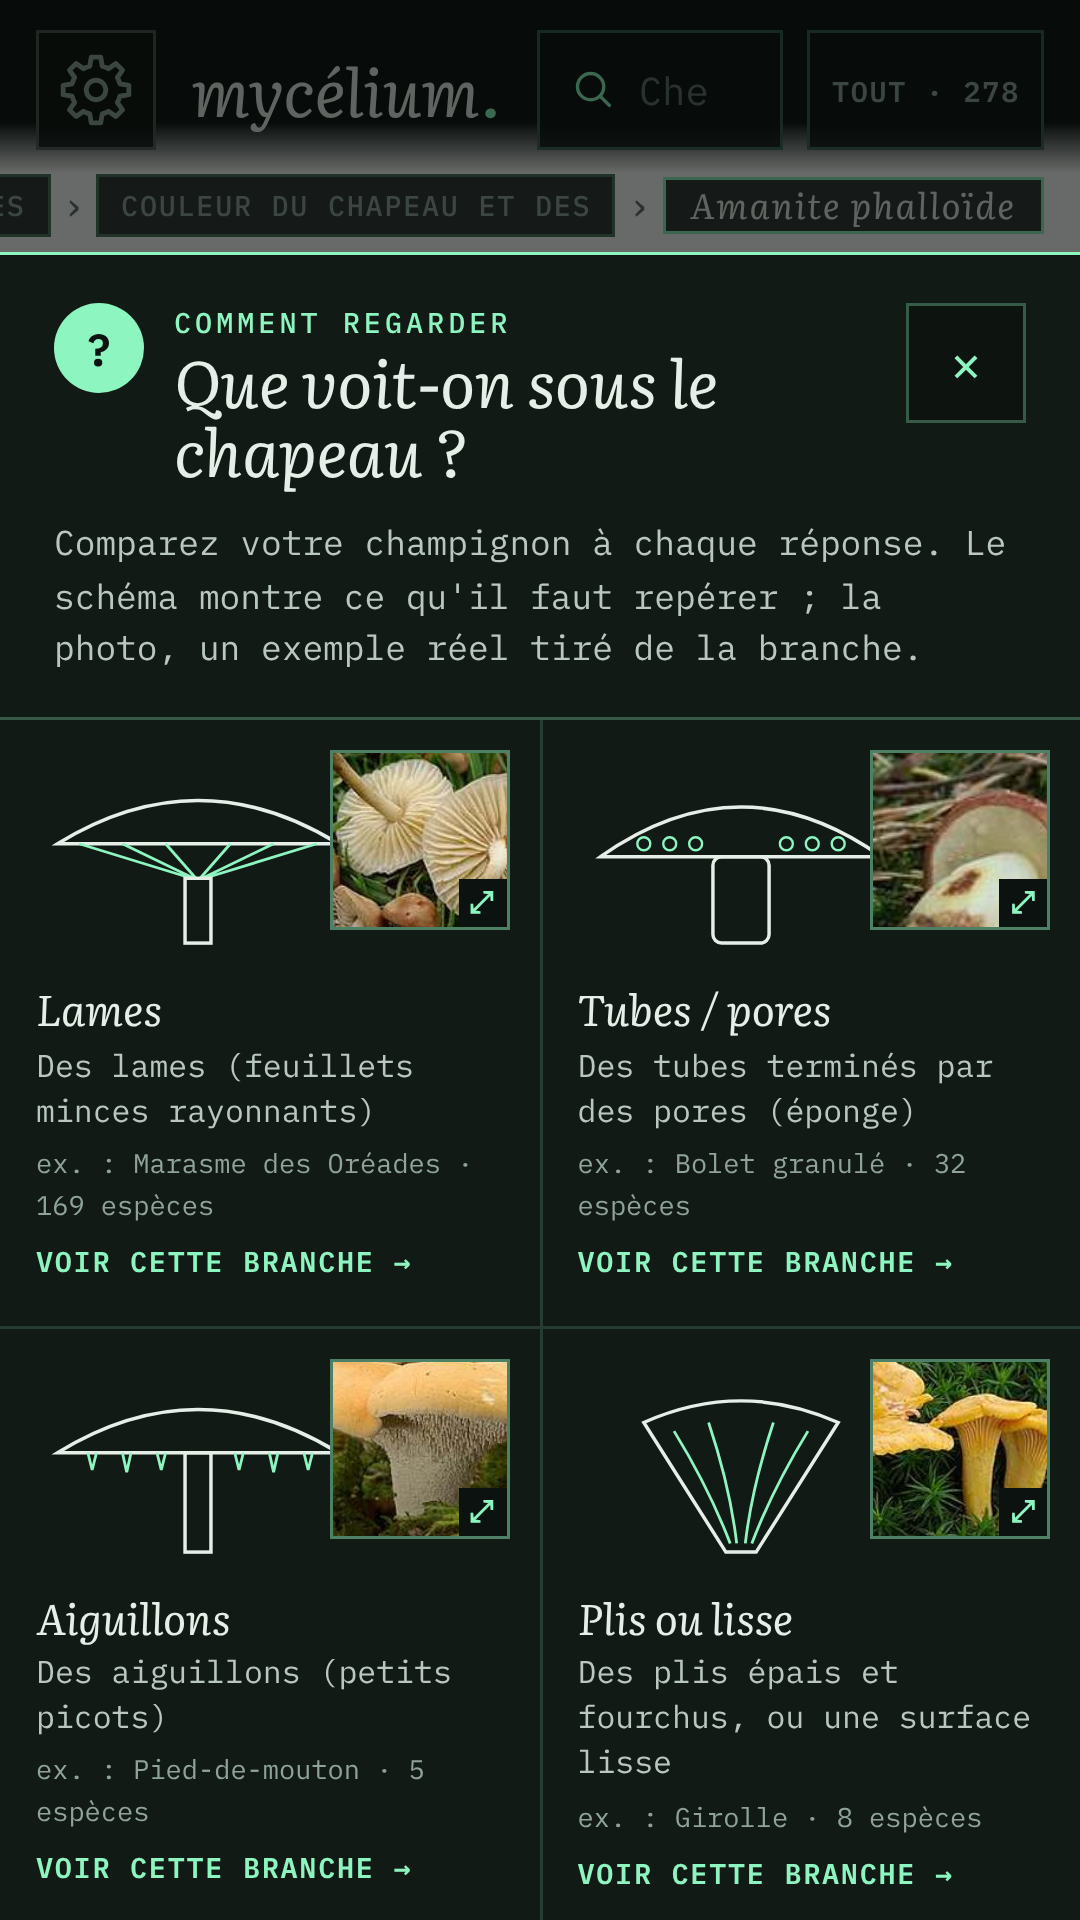 mycélium.
Che
TOUT · 278
ES › COULEUR DU CHAPEAU ET DES › Amanite phalloïde
?
COMMENT REGARDER
×
Que voit-on sous le
chapeau ?
Comparez votre champignon à chaque réponse. Le
schéma montre ce qu'il faut repérer ; la
photo, un exemple réel tiré de la branche.
Lames
Des lames (feuillets
minces rayonnants)
ex. : Marasme des Oréades ·
169 espèces
VOIR CETTE BRANCHE →
Tubes / pores
Des tubes terminés par
des pores (éponge)
ex. : Bolet granulé · 32
espèces
VOIR CETTE BRANCHE →
Aiguillons
Des aiguillons (petits
picots)
ex. : Pied-de-mouton · 5
espèces
VOIR CETTE BRANCHE →
Plis ou lisse
Des plis épais et
fourchus, ou une surface
lisse
ex. : Girolle · 8 espèces
VOIR CETTE BRANCHE →